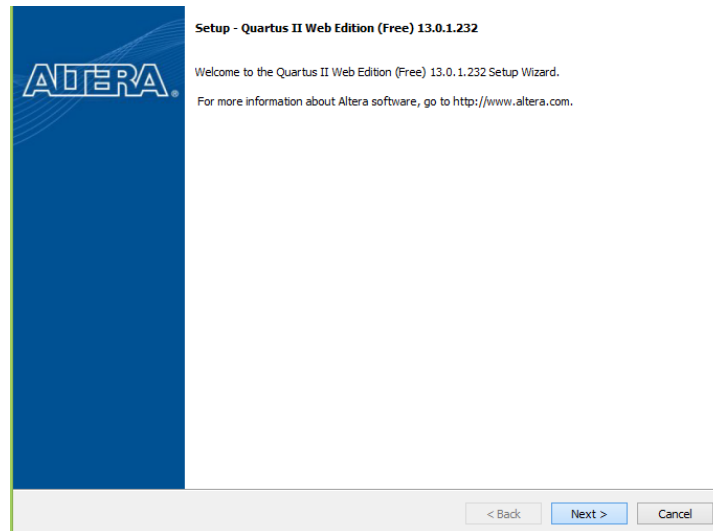 Setup - Quartus II Web Edition (Free) 13.0.1.232
ALTERA®
Welcome to the Quartus II Web Edition (Free) 13.0.1.232 Setup Wizard.
For more information about Altera software, go to http://www.altera.com.
< Back Next > Cancel